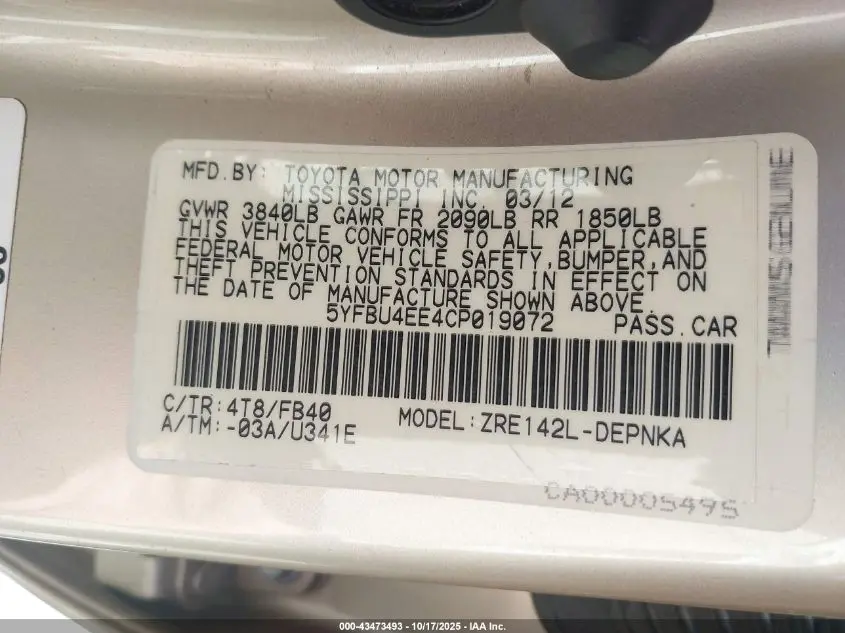 MFD.BY: TOYOTA MOTOR MANUFACTURING
MISSISSIPPI INC. 03/12
GVWR 3840LB GAWR FR 2090LB RR 1850LB
THIS VEHICLE CONFORMS TO ALL APPLICABLE
FEDERAL MOTOR VEHICLE SAFETY,BUMPER,AND
THEFT PREVENTION STANDARDS IN EFFECT ON
THE DATE OF MANUFACTURE SHOWN ABOVE.
5YFBU4EE4CP019072 PASS.CAR
C/TR:4T8/FB40
A/TM:-03A/U341E
MODEL:ZRE142L-DEPNKA
CA00005495
000-43473493 - 10/17/2025 - IAA Inc.